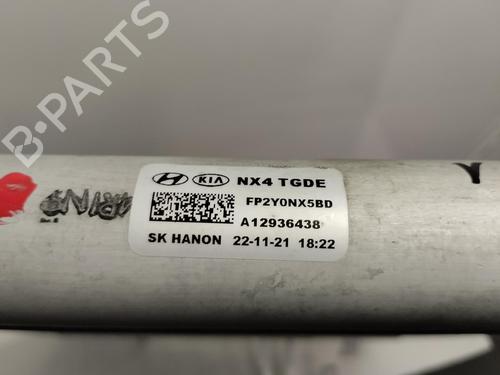 B-PARTS
KIA NX4 TGDE
FP2Y0NX5BD
A12936438
SK HANON 22-11-21 18:22